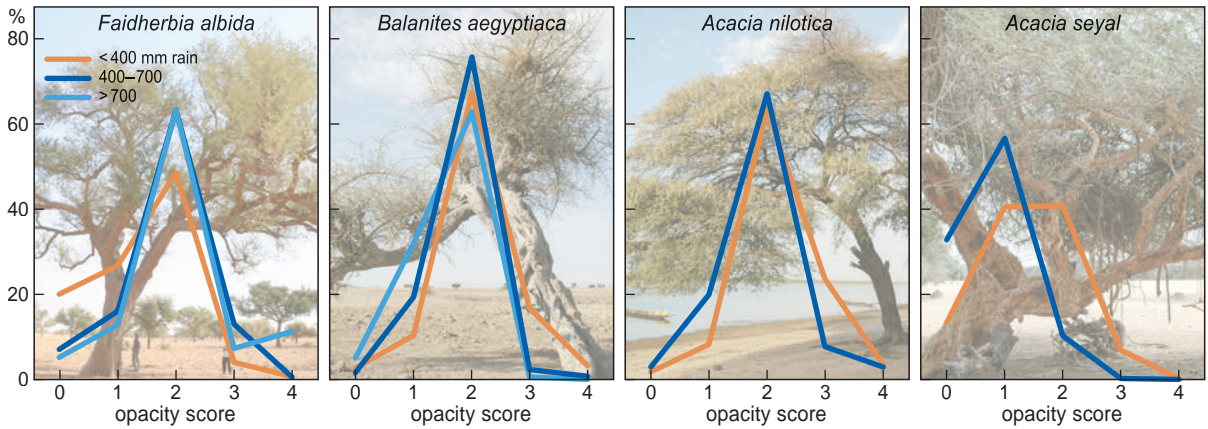 %
80
60
40
20
0
Faidherbia albida
<400 mm rain
400–700
>700
0 1 2 3 4
opacity score
Balanites aegyptiaca
0 1 2 3 4
opacity score
Acacia nilotica
0 1 2 3 4
opacity score
Acacia seyal
0 1 2 3 4
opacity score